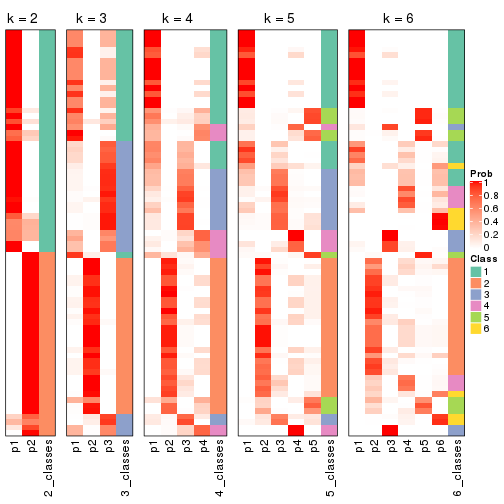 k = 2
k = 3
k = 4
k = 5
k = 6
p1
p2
2_classes
p1
p2
p3
3_classes
p1
p2
p3
p4
4_classes
p1
p2
p3
p4
p5
5_classes
p1
p2
p3
p4
p5
p6
6_classes
Prob
1
0.8
0.6
0.4
0.2
0
Class
1
2
3
4
5
6